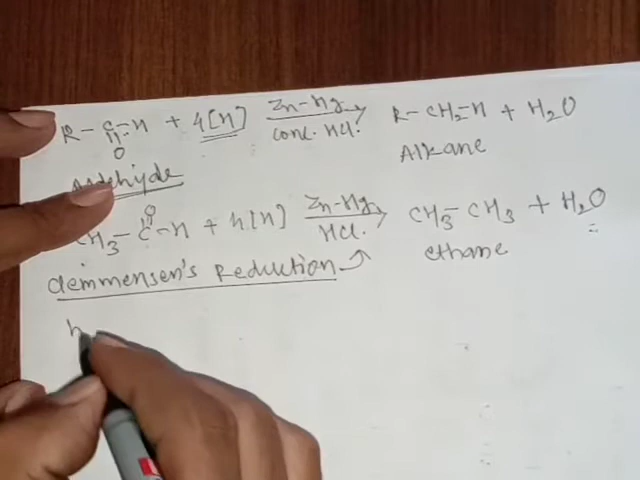 R-C-H + 4[H] Zn-Hg conc. HCl. R-CH2-H + H2O
O
Alkane
Aldehyde
O
CH3-C-H + 4[H] Zn-Hg HCl. CH3-CH3 + H2O
ethane
Clemmensen's Reduction